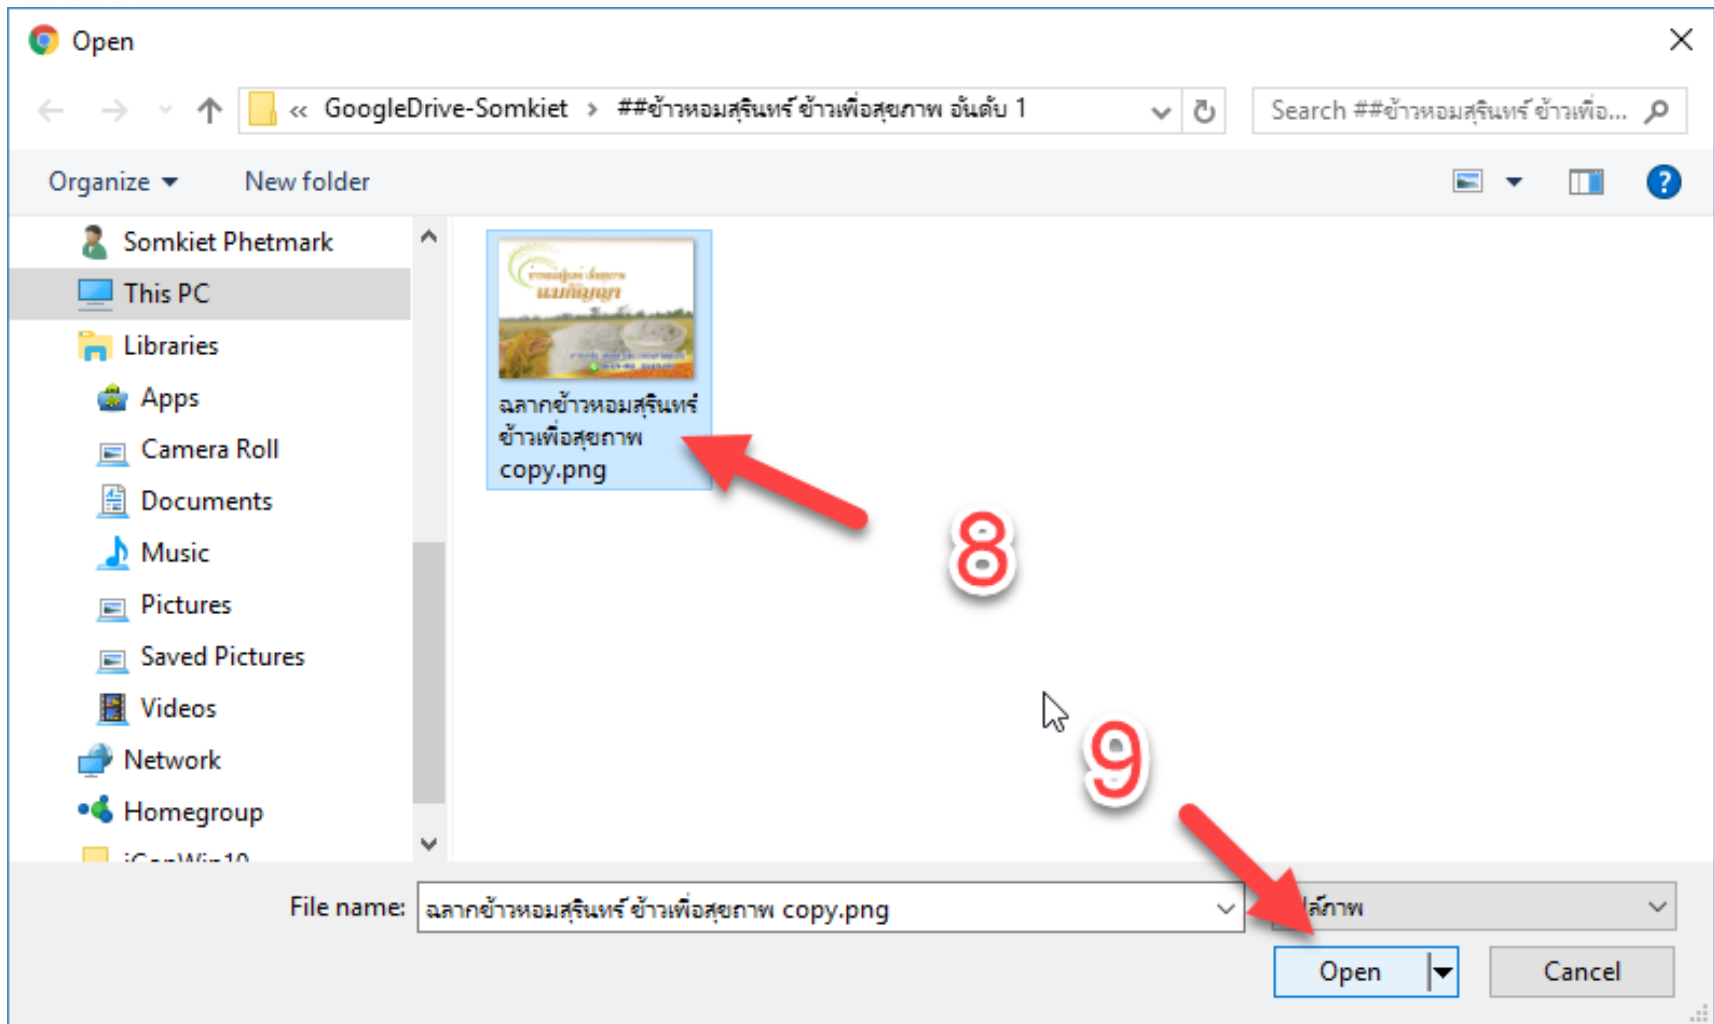 Open
« GoogleDrive-Somkiet › ##ข้าวหอมสุรินทร์ ข้าวเพื่อสุขภาพ อันดับ 1
Search ##ข้าวหอมสุรินทร์ ข้าวเพื่อ...
Organize
New folder
Somkiet Phetmark
This PC
Libraries
Apps
Camera Roll
Documents
Music
Pictures
Saved Pictures
Videos
Network
Homegroup
แมกัญญา
ฉลากข้าวหอมสุรินทร์
ข้าวเพื่อสุขภาพ
copy.png
8
9
File name:
ฉลากข้าวหอมสุรินทร์ ข้าวเพื่อสุขภาพ copy.png
Open
Cancel